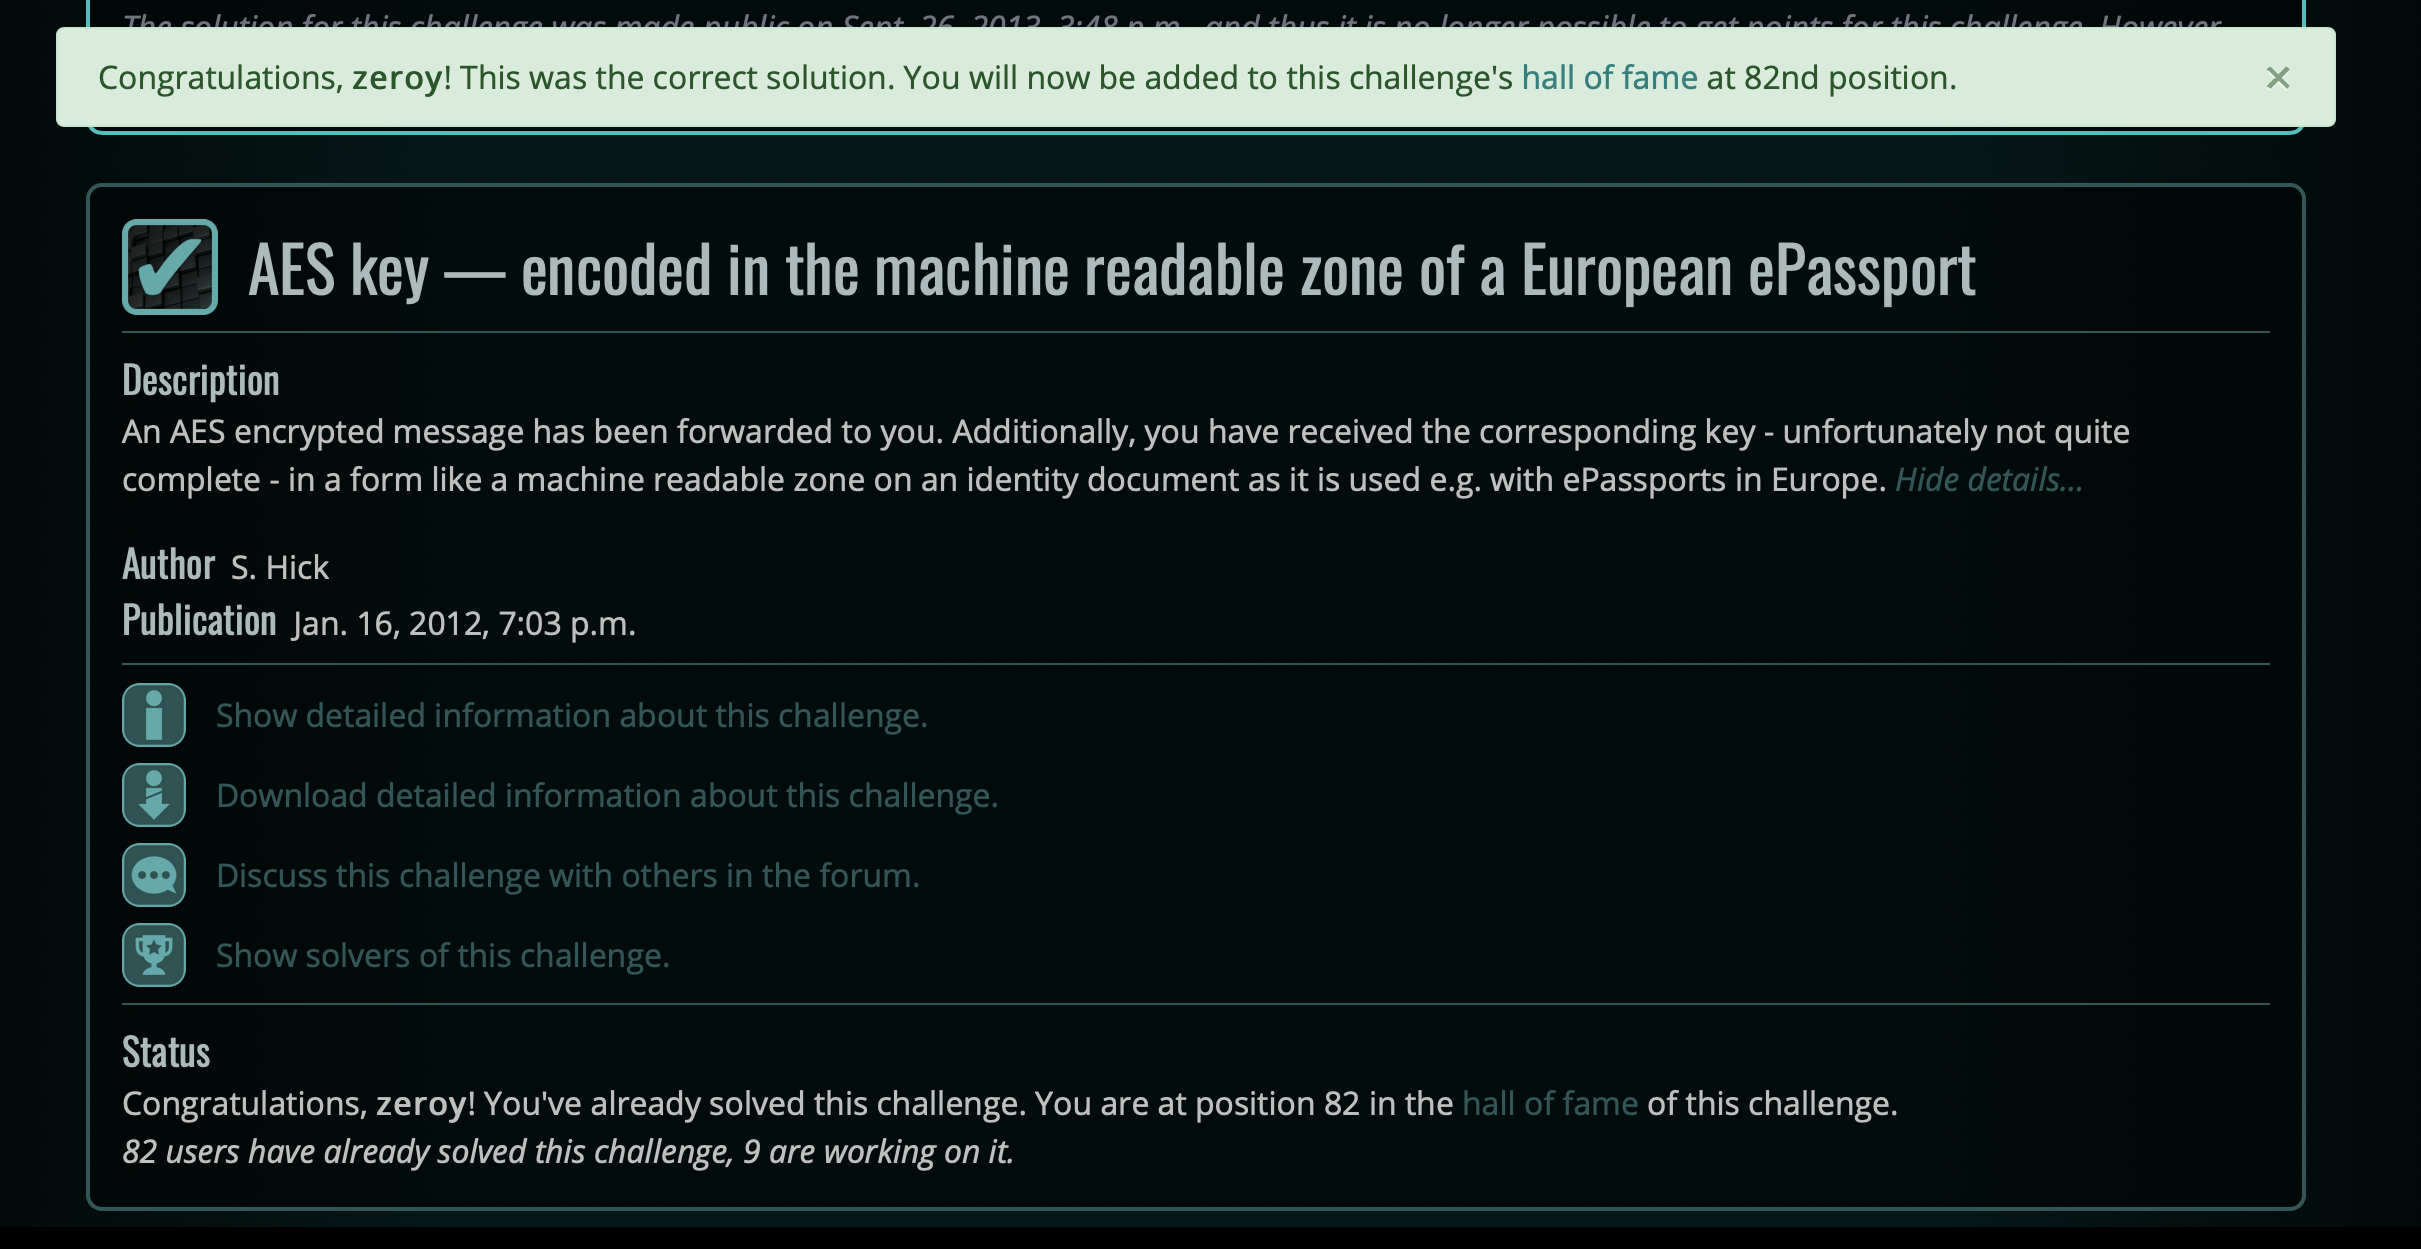 The solution for this challenge was made public on Sept. 26, 2013, 3:48 p.m., and thus it is no longer possible to get points for this challenge. However,
Congratulations, zeroy! This was the correct solution. You will now be added to this challenge's hall of fame at 82nd position. ×
AES key — encoded in the machine readable zone of a European ePassport
Description
An AES encrypted message has been forwarded to you. Additionally, you have received the corresponding key - unfortunately not quite
complete - in a form like a machine readable zone on an identity document as it is used e.g. with ePassports in Europe. Hide details...
Author S. Hick
Publication Jan. 16, 2012, 7:03 p.m.
Show detailed information about this challenge.
Download detailed information about this challenge.
Discuss this challenge with others in the forum.
Show solvers of this challenge.
Status
Congratulations, zeroy! You've already solved this challenge. You are at position 82 in the hall of fame of this challenge.
82 users have already solved this challenge, 9 are working on it.